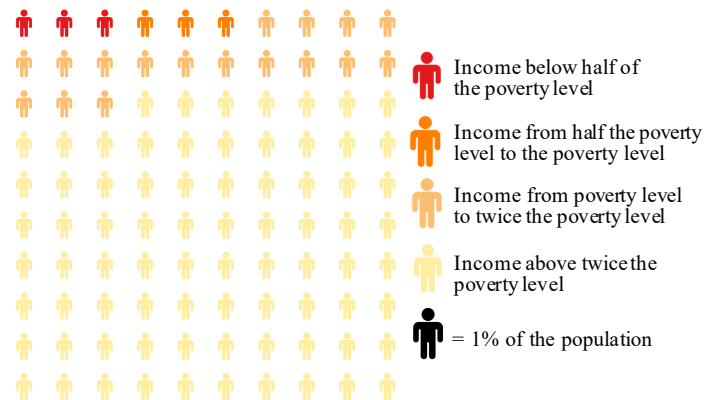 Income below half of
the poverty level
Income from half the poverty
level to the poverty level
Income from poverty level
to twice the poverty level
Income above twice the
poverty level
= 1% of the population